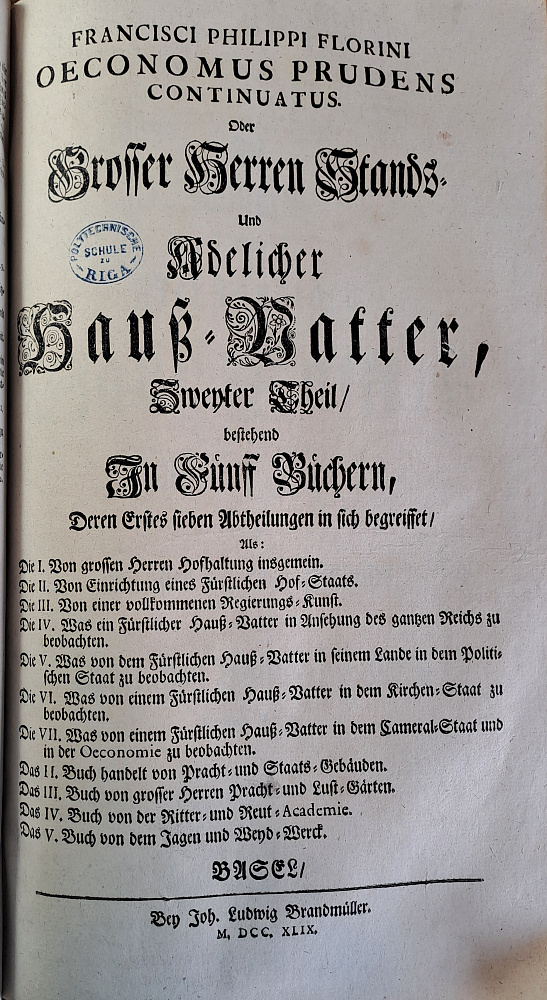 FRANCISCI PHILIPPI FLORINI
OECONOMUS PRUDENS
CONTINUATUS.
Oder
Grosser Herren Stands-
Und
POLYTECHNISCHE
SCHULE
ZU
RIGA
Adelicher
Hauß-Vatter,
Zweyter Theil/
bestehend
In Fünff Büchern,
Deren Erstes sieben Abtheilungen in sich begreiffet/
Als:
Die I. Von grossen Herren Hofhaltung insgemein.
Die II. Von Einrichtung eines Fürstlichen Hof-Staats.
Die III. Von einer vollkommenen Regierungs-Kunst.
Die IV. Was ein Fürstlicher Hauß-Vatter in Ansehung des gantzen Reichs zu
beobachten.
Die V. Was von dem Fürstlichen Hauß-Vatter in seinem Lande in dem Politi-
schen Staat zu beobachten.
Die VI. Was von einem Fürstlichen Hauß-Vatter in dem Kirchen-Staat zu
beobachten.
Die VII. Was von einem Fürstlichen Hauß-Vatter in dem Cameral-Staat und
in der Oeconomie zu beobachten.
Das II. Buch handelt von Pracht-und Staats-Gebäuden.
Das III. Buch von grosser Herren Pracht-und Lust-Gärten.
Das IV. Buch von der Ritter-und Reut-Academie.
Das V. Buch von dem Jagen und Weyd-Werck.
BASEL/
Bey Joh. Ludwig Brandmüller.
M, DCC, XLIX.